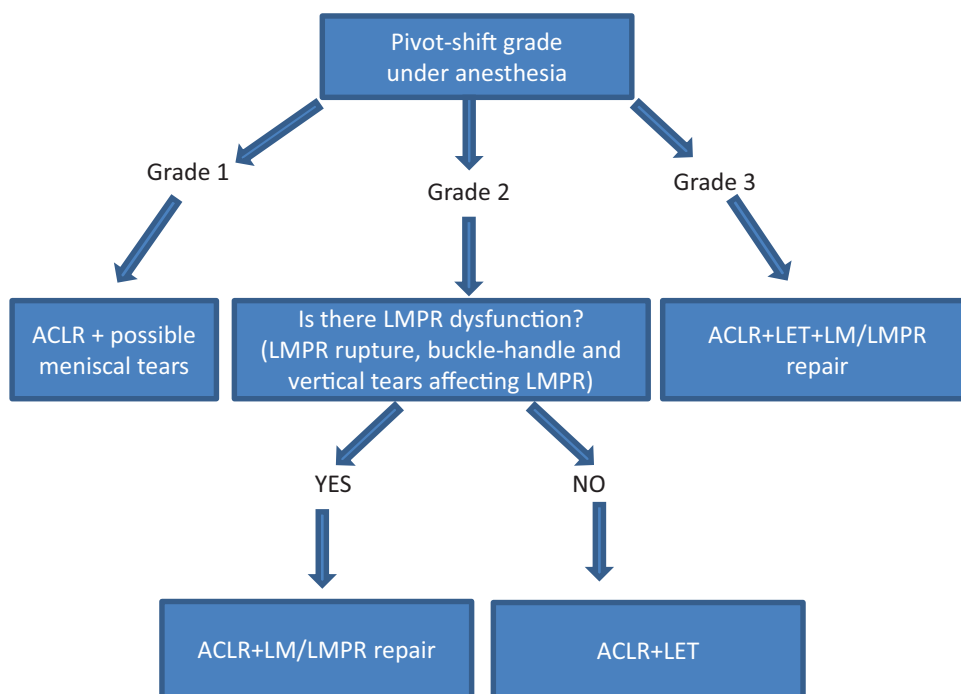 Pivot-shift grade
under anesthesia
Grade 1
Grade 2
Grade 3
ACLR + possible
meniscal tears
Is there LMPR dysfunction?
(LMPR rupture, buckle-handle and
vertical tears affecting LMPR)
ACLR+LET+LM/LMPR
repair
YES
NO
ACLR+LM/LMPR repair
ACLR+LET